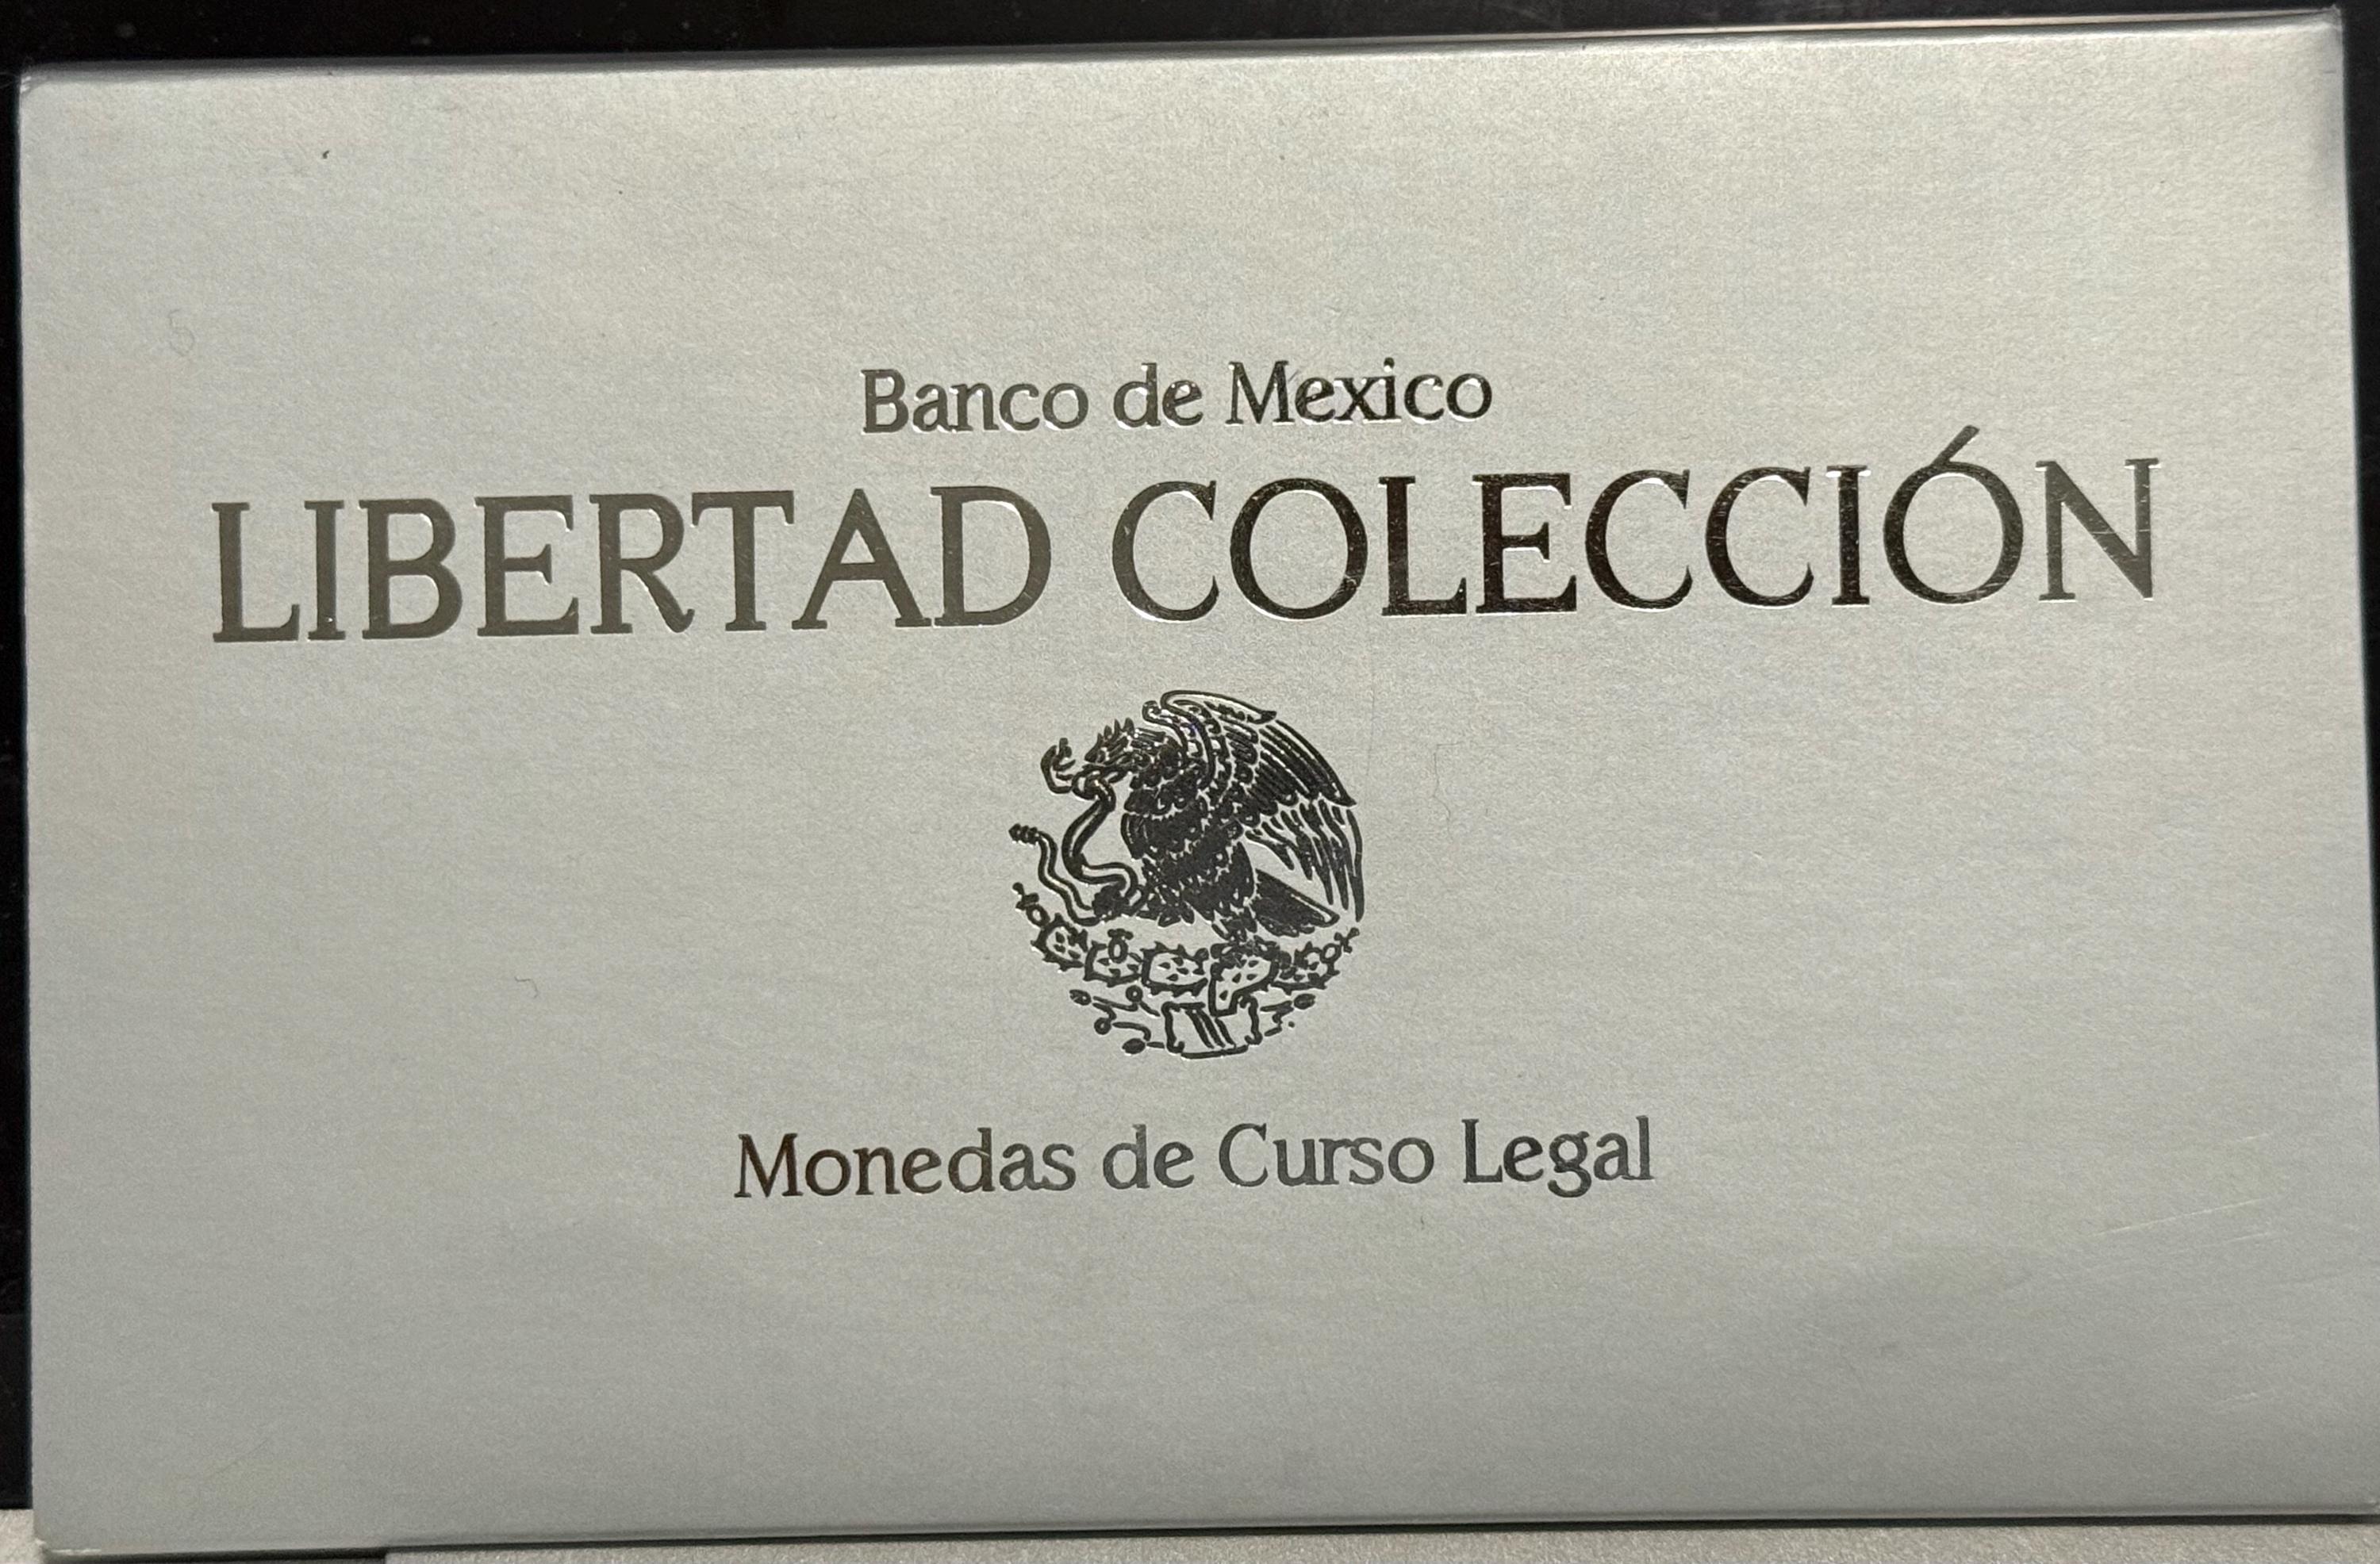 Banco de Mexico
LIBERTAD COLECCIÓN
Monedas de Curso Legal